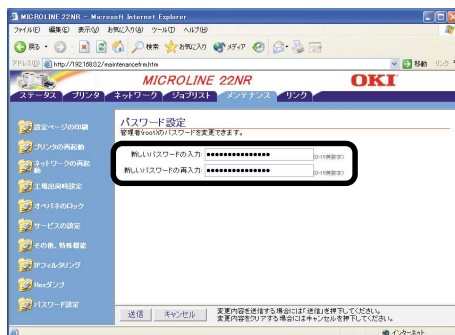 MICROLINE 22NR - Microsoft Internet Explorer
ファイル(F) 編集(E) 表示(V) お気に入り(A) ツール(T) ヘルプ(H)
戻る 検索 お気に入り メディア
アドレス(D) http://192.168.0.2/maintenancefrm.htm 移動 リンク
MICROLINE 22NR OKI
ステータス プリンタ ネットワーク ジョブリスト メンテナンス リンク
パスワード設定
管理者(root)のパスワードを変更できます。
新しいパスワードの入力: (0-15英数字)
新しいパスワードの再入力: (0-15英数字)
設定ページの印刷
プリンタの再起動
ネットワークの再起動
工場出荷時設定
オペパネのロック
サービスの設定
その他、特殊機能
IPフィルタリング
Hexダンプ
パスワード設定
送信 キャンセル 変更内容を送信する場合には「送信」を押下してください。
変更内容をクリアする場合にはキャンセルを押下してください。
インターネット